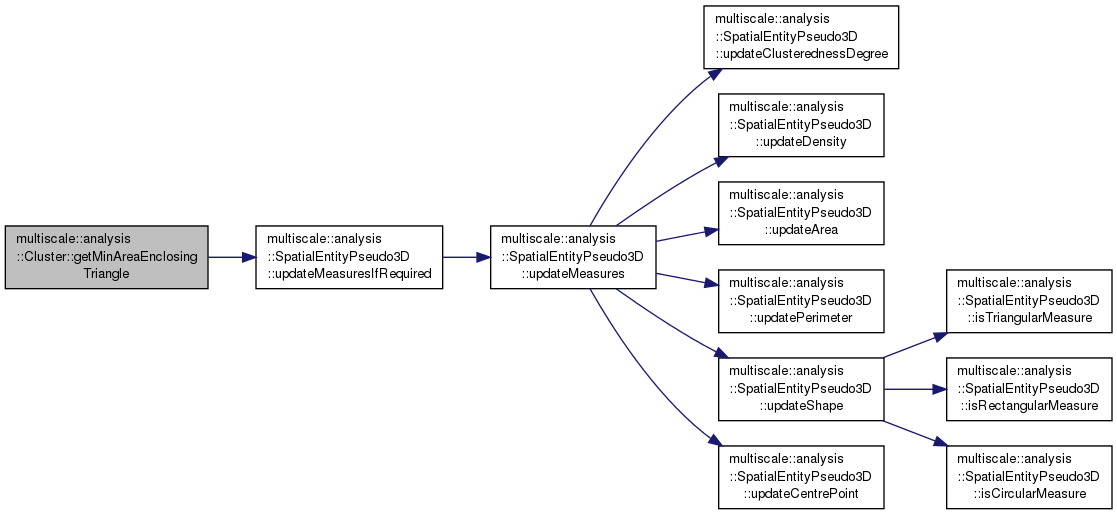 multiscale::analysis
::Cluster::getMinAreaEnclosing
Triangle
multiscale::analysis
::SpatialEntityPseudo3D
::updateMeasuresIfRequired
multiscale::analysis
::SpatialEntityPseudo3D
::updateMeasures
multiscale::analysis
::SpatialEntityPseudo3D
::updateClusterednessDegree
multiscale::analysis
::SpatialEntityPseudo3D
::updateDensity
multiscale::analysis
::SpatialEntityPseudo3D
::updateArea
multiscale::analysis
::SpatialEntityPseudo3D
::updatePerimeter
multiscale::analysis
::SpatialEntityPseudo3D
::updateShape
multiscale::analysis
::SpatialEntityPseudo3D
::updateCentrePoint
multiscale::analysis
::SpatialEntityPseudo3D
::isTriangularMeasure
multiscale::analysis
::SpatialEntityPseudo3D
::isRectangularMeasure
multiscale::analysis
::SpatialEntityPseudo3D
::isCircularMeasure